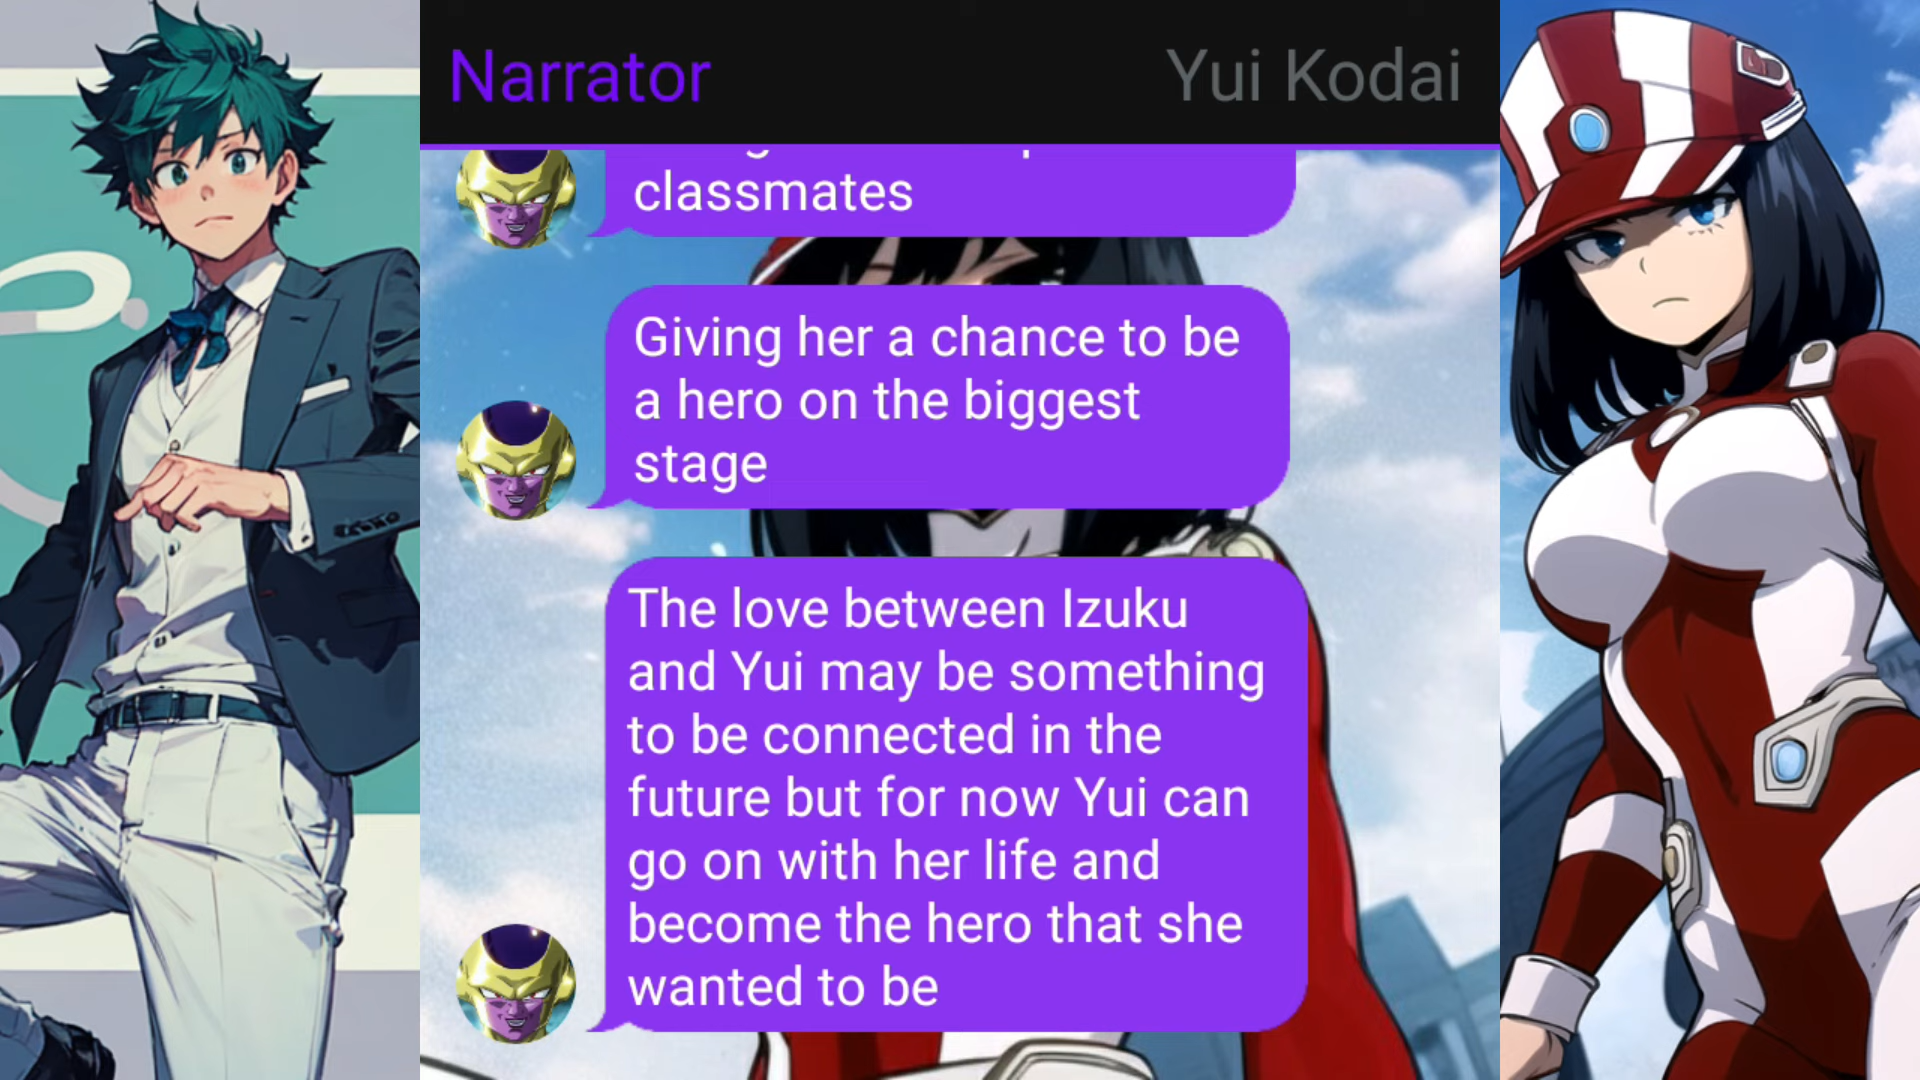 Narrator
Yui Kodai
classmates
Giving her a chance to be
a hero on the biggest
stage
The love between Izuku
and Yui may be something
to be connected in the
future but for now Yui can
go on with her life and
become the hero that she
wanted to be